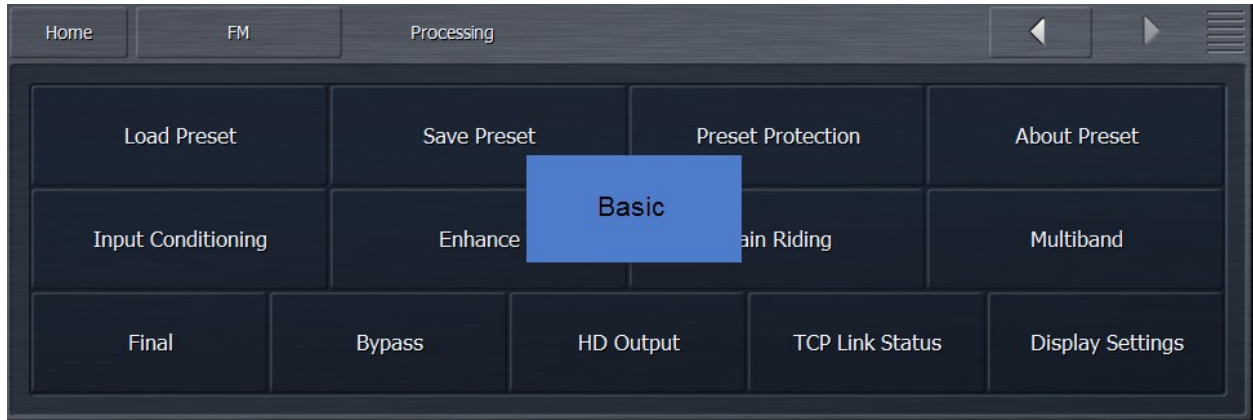 Home FM Processing
Load Preset Save Preset Preset Protection About Preset
Basic
Input Conditioning Enhance ain Riding Multiband
Final Bypass HD Output TCP Link Status Display Settings